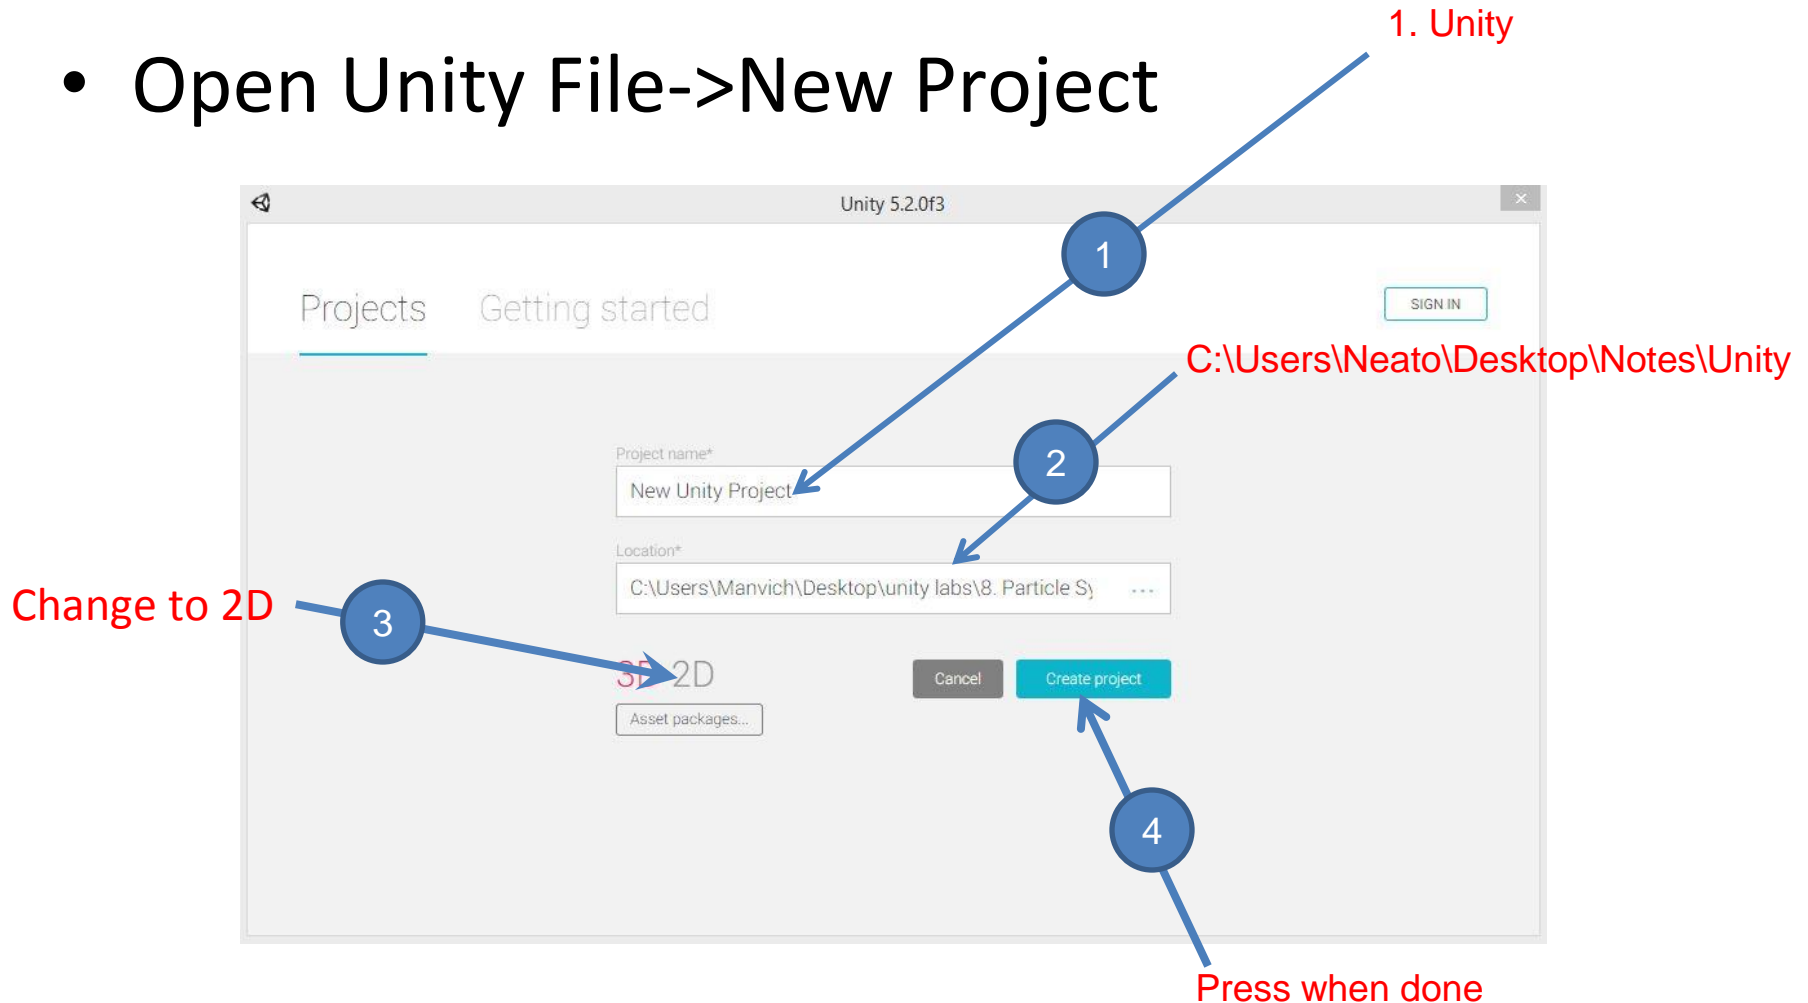 1. Unity
• Open Unity File->New Project
Unity 5.2.0f3
1
Projects Getting started
SIGN IN
C:\Users\Neato\Desktop\Notes\Unity
Project name*
2
New Unity Project
Location*
C:\Users\Manvich\Desktop\unity labs\8. Particle Sy ...
Change to 2D
3
3D 2D
Cancel
Create project
Asset packages...
4
Press when done